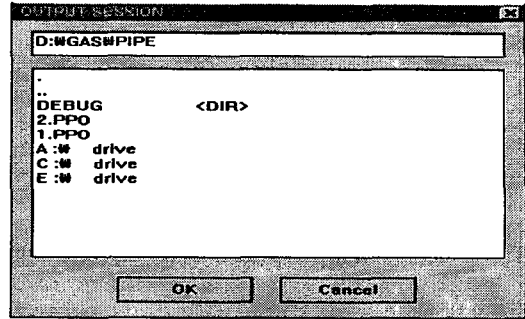 OUTPUT SESSION
D:₩GAS₩PIPE
.
..
DEBUG <DIR>
2.PPO
1.PPO
A :₩ drive
C :₩ drive
E :₩ drive
OK Cancel